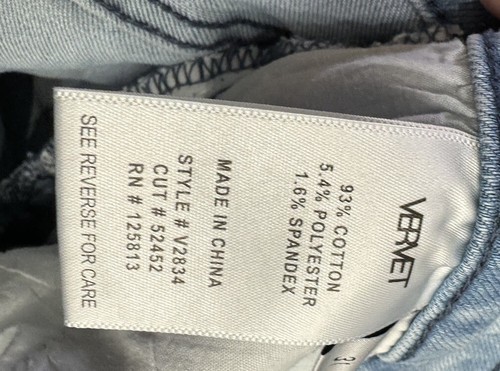 VERVET
93% COTTON
5.4% POLYESTER
1.6% SPANDEX
MADE IN CHINA
STYLE # V2834
CUT # 52452
RN # 125813
SEE REVERSE FOR CARE